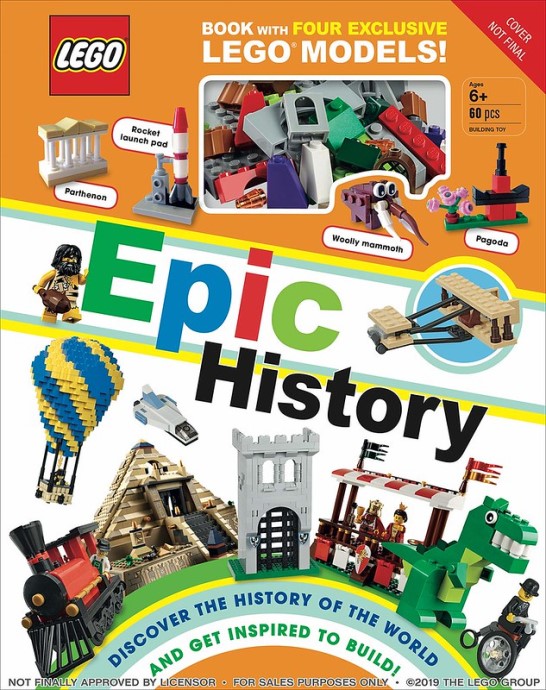 LEGO
BOOK WITH FOUR EXCLUSIVE
LEGO® MODELS!
COVER
NOT FINAL
Ages
6+
60 pcs
BUILDING TOY
Rocket
launch pad
Parthenon
Woolly mammoth
Pagoda
Epic
History
DISCOVER THE HISTORY OF THE WORLD
AND GET INSPIRED TO BUILD!
NOT FINALLY APPROVED BY LICENSOR • FOR SALES PURPOSES ONLY • ©2019 THE LEGO GROUP